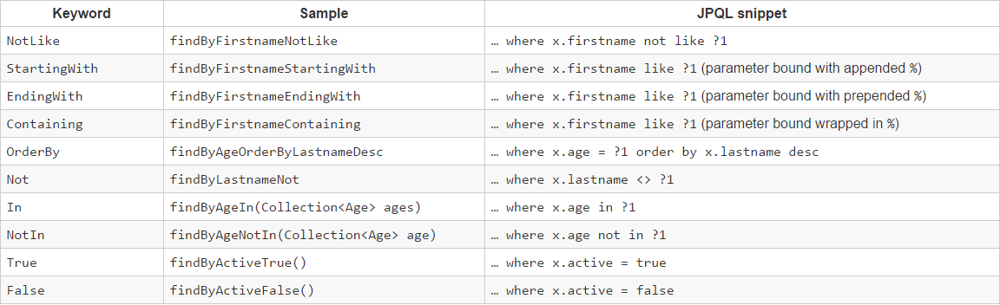 Keyword Sample JPQL snippet
NotLike findByFirstnameNotLike … where x.firstname not like ?1
StartingWith findByFirstnameStartingWith … where x.firstname like ?1 (parameter bound with appended %)
EndingWith findByFirstnameEndingWith … where x.firstname like ?1 (parameter bound with prepended %)
Containing findByFirstnameContaining … where x.firstname like ?1 (parameter bound wrapped in %)
OrderBy findByAgeOrderByLastnameDesc … where x.age = ?1 order by x.lastname desc
Not findByLastnameNot … where x.lastname <> ?1
In findByAgeIn(Collection<Age> ages) … where x.age in ?1
NotIn findByAgeNotIn(Collection<Age> age) … where x.age not in ?1
True findByActiveTrue() … where x.active = true
False findByActiveFalse() … where x.active = false